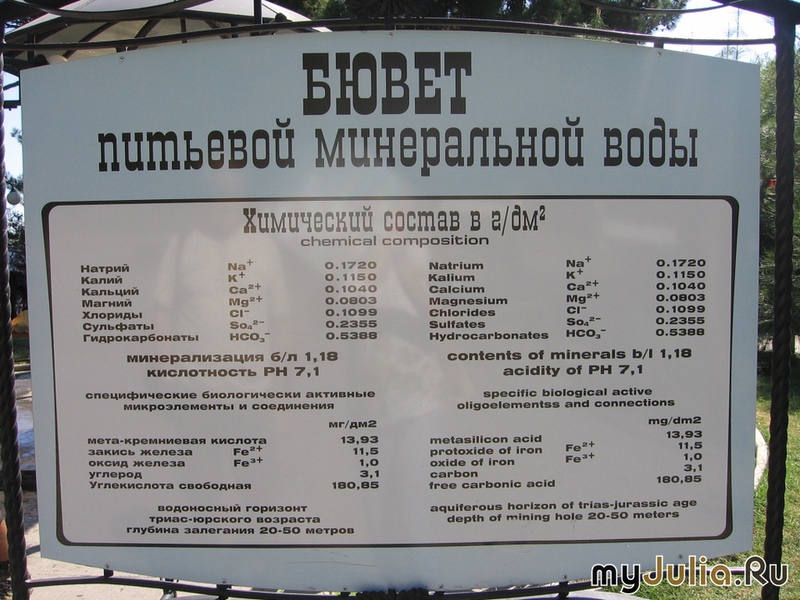 БЮВЕТ
питьевой минеральной воды
Химический состав в г/дм²
chemical composition
Натрий Na⁺ 0.1720
Калий K⁺ 0.1150
Кальций Ca²⁺ 0.1040
Магний Mg²⁺ 0.0803
Хлориды Cl⁻ 0.1099
Сульфаты So₄²⁻ 0.2355
Гидрокарбонаты HCO₃⁻ 0.5388
минерализация б/л 1,18
кислотность PH 7,1
специфические биологически активные
микроэлементы и соединения
мг/дм2
мета-кремниевая кислота 13,93
закись железа Fe²⁺ 11,5
оксид железа Fe³⁺ 1,0
углерод 3,1
Углекислота свободная 180,85
водоносный горизонт
триас-юрского возраста
глубина залегания 20-50 метров
Natrium Na⁺ 0.1720
Kalium K⁺ 0.1150
Calcium Ca²⁺ 0.1040
Magnesium Mg²⁺ 0.0803
Chlorides Cl⁻ 0.1099
Sulfates So₄²⁻ 0.2355
Hydrocarbonates HCO₃⁻ 0.5388
contents of minerals b/l 1,18
acidity of PH 7,1
specific biological active
oligoelementss and connections
mg/dm2
metasilicon acid 13,93
protoxide of iron Fe²⁺ 11,5
oxide of iron Fe³⁺ 1,0
carbon 3,1
free carbonic acid 180,85
aquiferous horizon of trias-jurassic age
depth of mining hole 20-50 meters
myJulia.Ru